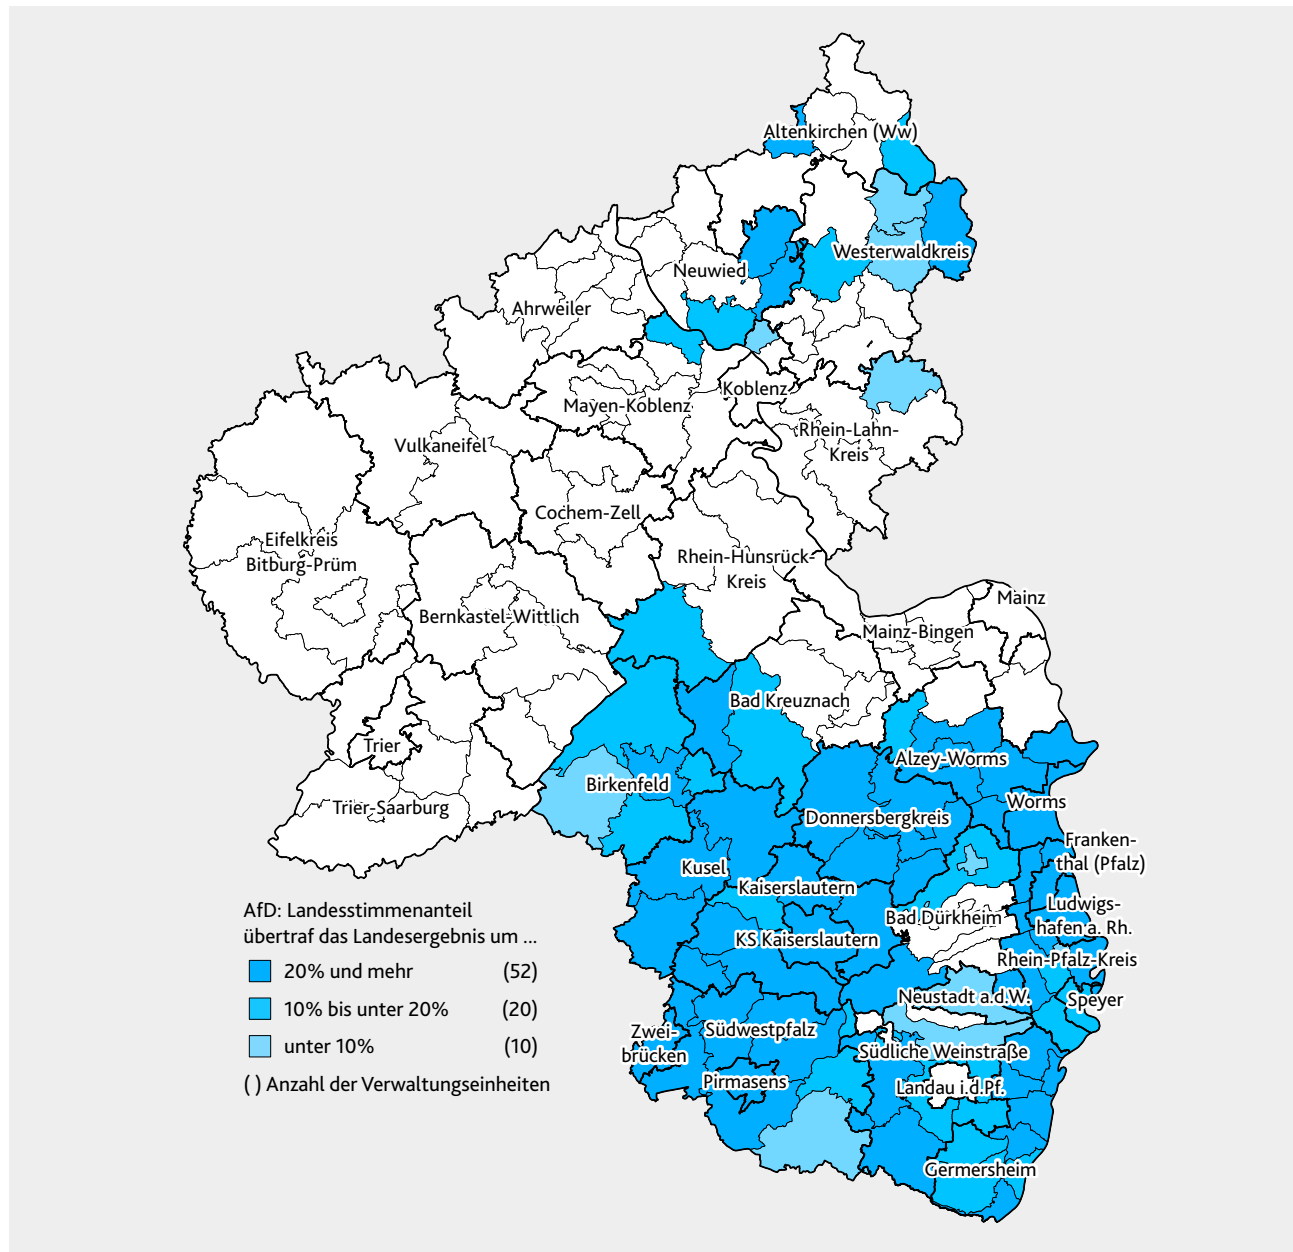 Altenkirchen (Ww)
Westerwaldkreis
Neuwied
Ahrweiler
Koblenz
Mayen-Koblenz
Rhein-Lahn-
Kreis
Vulkaneifel
Cochem-Zell
Eifelkreis
Bitburg-Prüm
Rhein-Hunsrück-
Kreis
Mainz
Bernkastel-Wittlich
Mainz-Bingen
Bad Kreuznach
Trier
Alzey-Worms
Birkenfeld
Trier-Saarburg
Worms
Donnersbergkreis
Franken-
thal (Pfalz)
Kusel
Kaiserslautern
Ludwigs-
hafen a. Rh.
Bad Dürkheim
KS Kaiserslautern
Rhein-Pfalz-Kreis
Neustadt a.d.W.
Speyer
Südwestpfalz
Zwei-
brücken
Südliche Weinstraße
Pirmasens
Landau i.d.Pf.
Germersheim
AfD: Landesstimmenanteil
übertraf das Landesergebnis um ...
20% und mehr (52)
10% bis unter 20% (20)
unter 10% (10)
( ) Anzahl der Verwaltungseinheiten